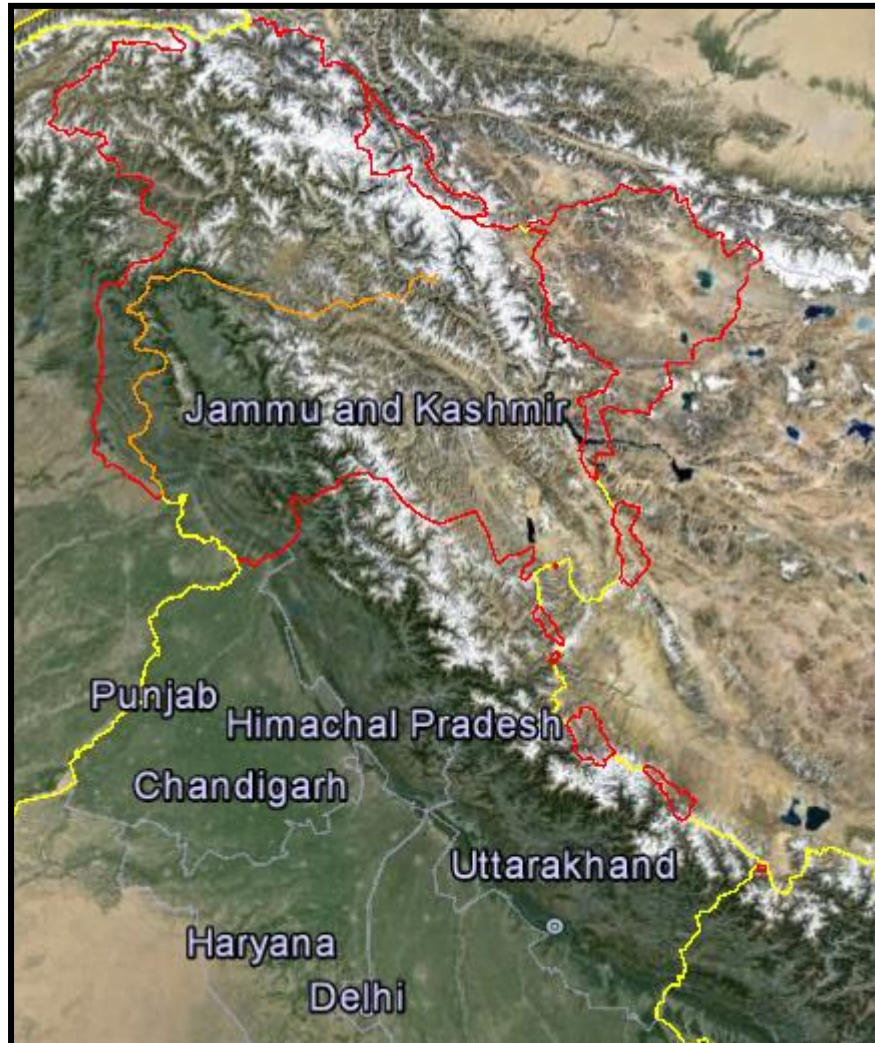 Jammu and Kashmir
Punjab
Himachal Pradesh
Chandigarh
Uttarakhand
Haryana
Delhi